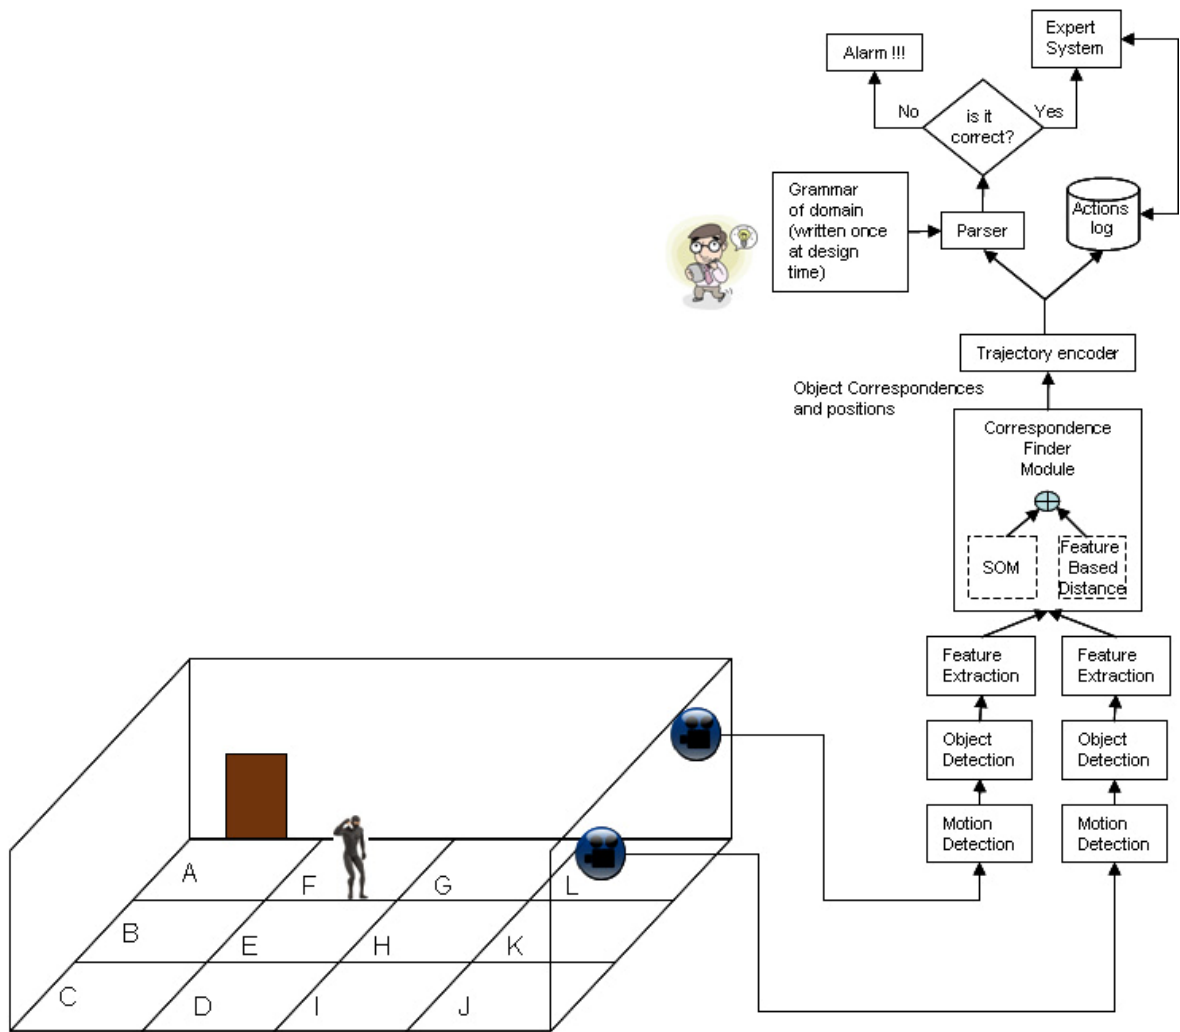 Expert
System
Alarm !!!
No
is it
correct?
Yes
Grammar
of domain
(written once
at design
time)
Parser
Actions
log
Trajectory encoder
Object Correspondences
and positions
Correspondence
Finder
Module
SOM
Feature
Based
Distance
Feature
Extraction
Feature
Extraction
Object
Detection
Object
Detection
Motion
Detection
Motion
Detection
A
F
G
L
B
E
H
K
C
D
I
J